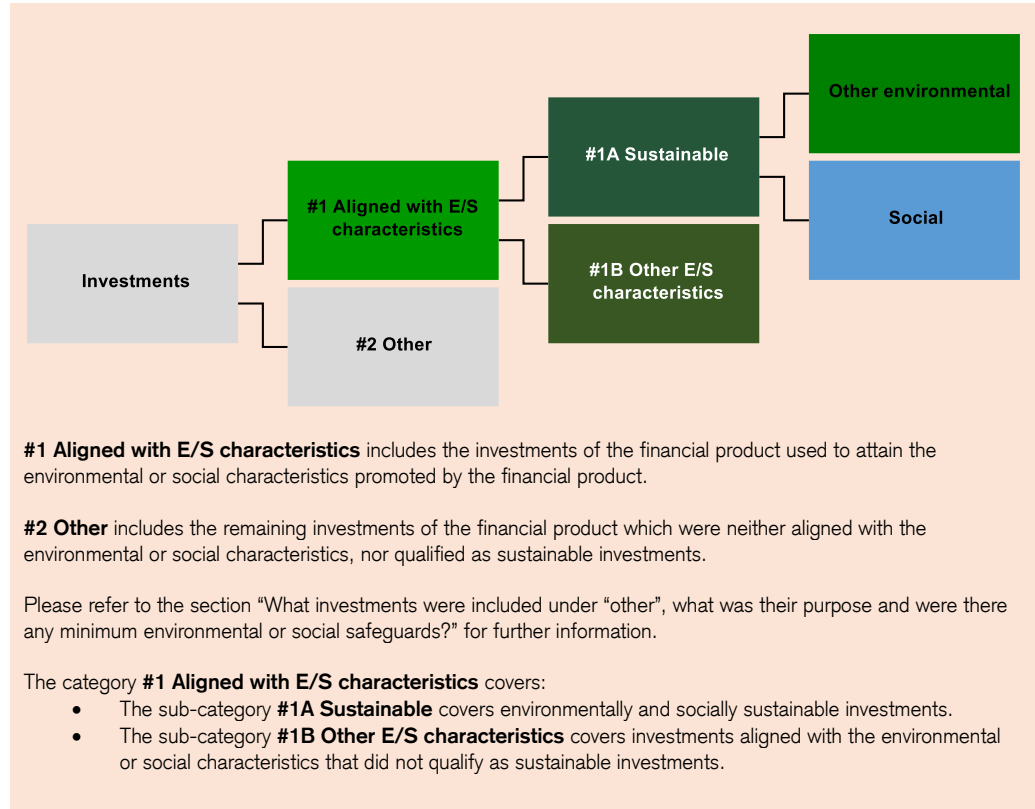 Other environmental
#1A Sustainable
#1 Aligned with E/S
characteristics
Social
Investments
#1B Other E/S
characteristics
#2 Other
#1 Aligned with E/S characteristics includes the investments of the financial product used to attain the
environmental or social characteristics promoted by the financial product.
#2 Other includes the remaining investments of the financial product which were neither aligned with the
environmental or social characteristics, nor qualified as sustainable investments.
Please refer to the section “What investments were included under “other”, what was their purpose and were there
any minimum environmental or social safeguards?” for further information.
The category #1 Aligned with E/S characteristics covers:
• The sub-category #1A Sustainable covers environmentally and socially sustainable investments.
• The sub-category #1B Other E/S characteristics covers investments aligned with the environmental
or social characteristics that did not qualify as sustainable investments.